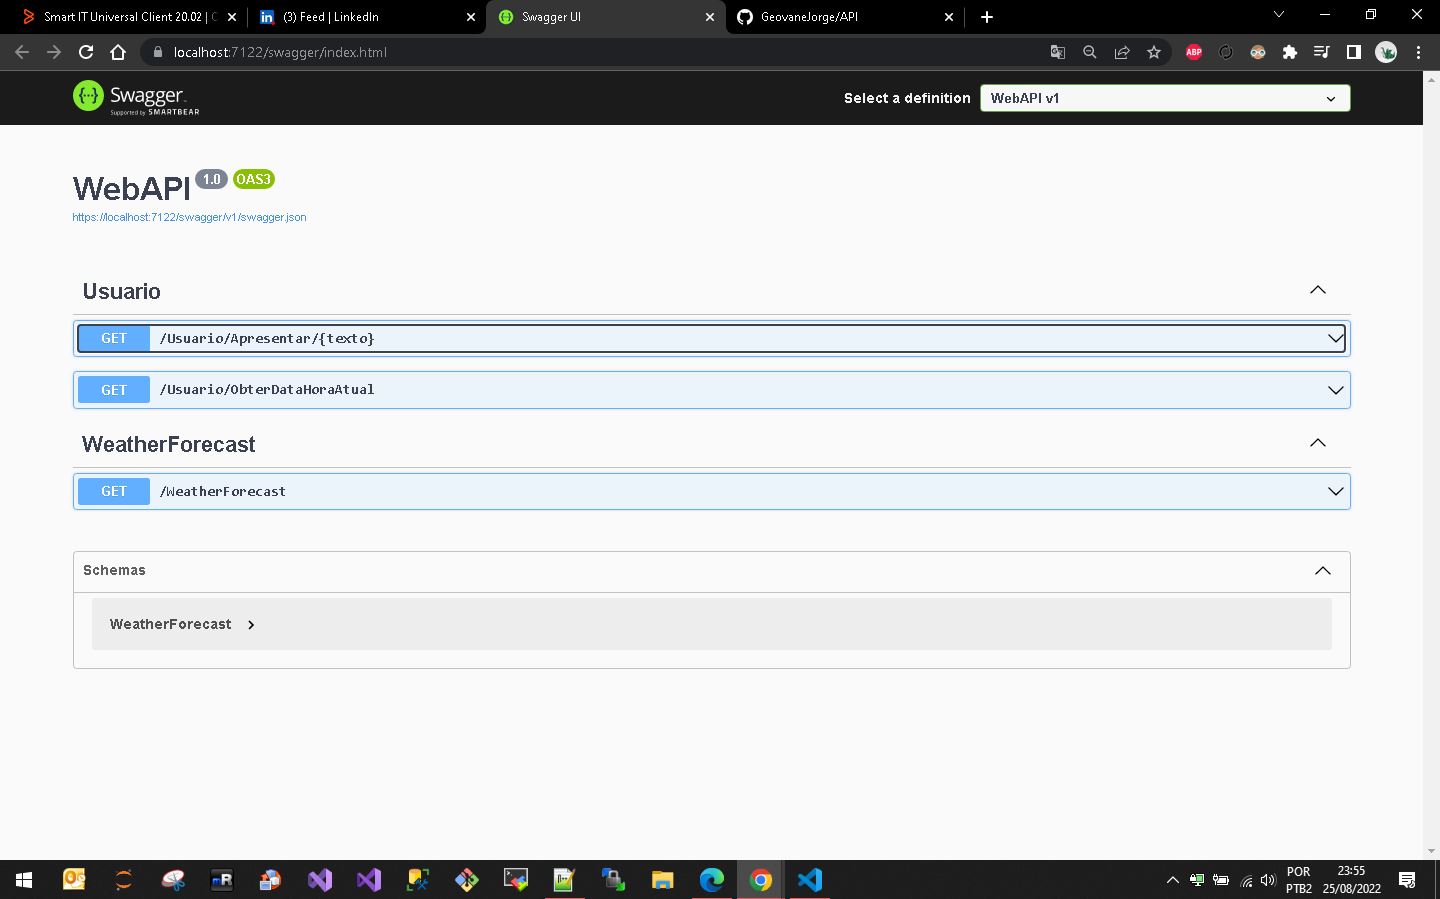 Smart IT Universal Client 20.02 |
(3) Feed | LinkedIn
Swagger UI
GeovaneJorge/API
localhost:7122/swagger/index.html
ABP
Swagger
Supported by SMARTBEAR
Select a definition
WebAPI v1
WebAPI 1.0 OAS3
https://localhost:7122/swagger/v1/swagger.json
Usuario
GET /Usuario/Apresentar/{texto}
GET /Usuario/ObterDataHoraAtual
WeatherForecast
GET /WeatherForecast
Schemas
WeatherForecast
POR
PTB2
23:55
25/08/2022